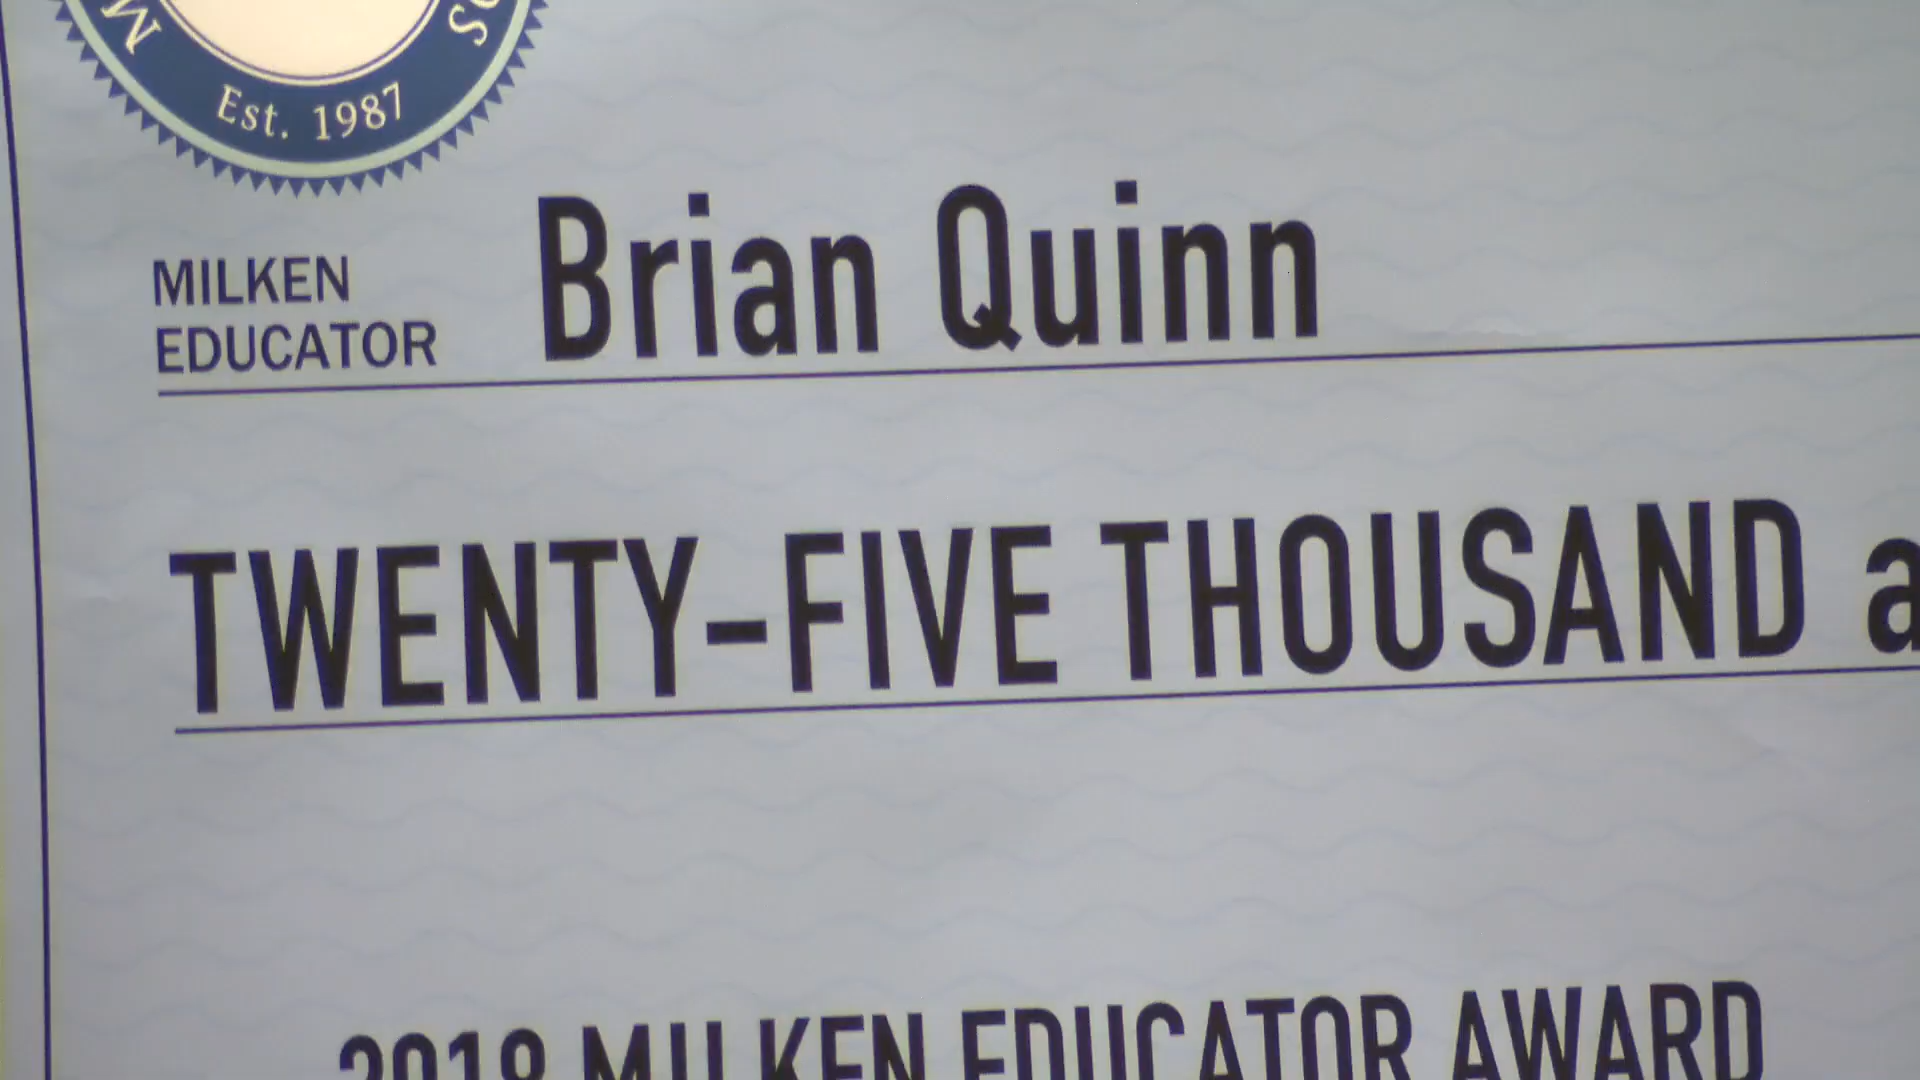 Est. 1987
MILKEN
EDUCATOR
Brian Quinn
TWENTY-FIVE THOUSAND a
MILKEN EDUCATOR AWARD